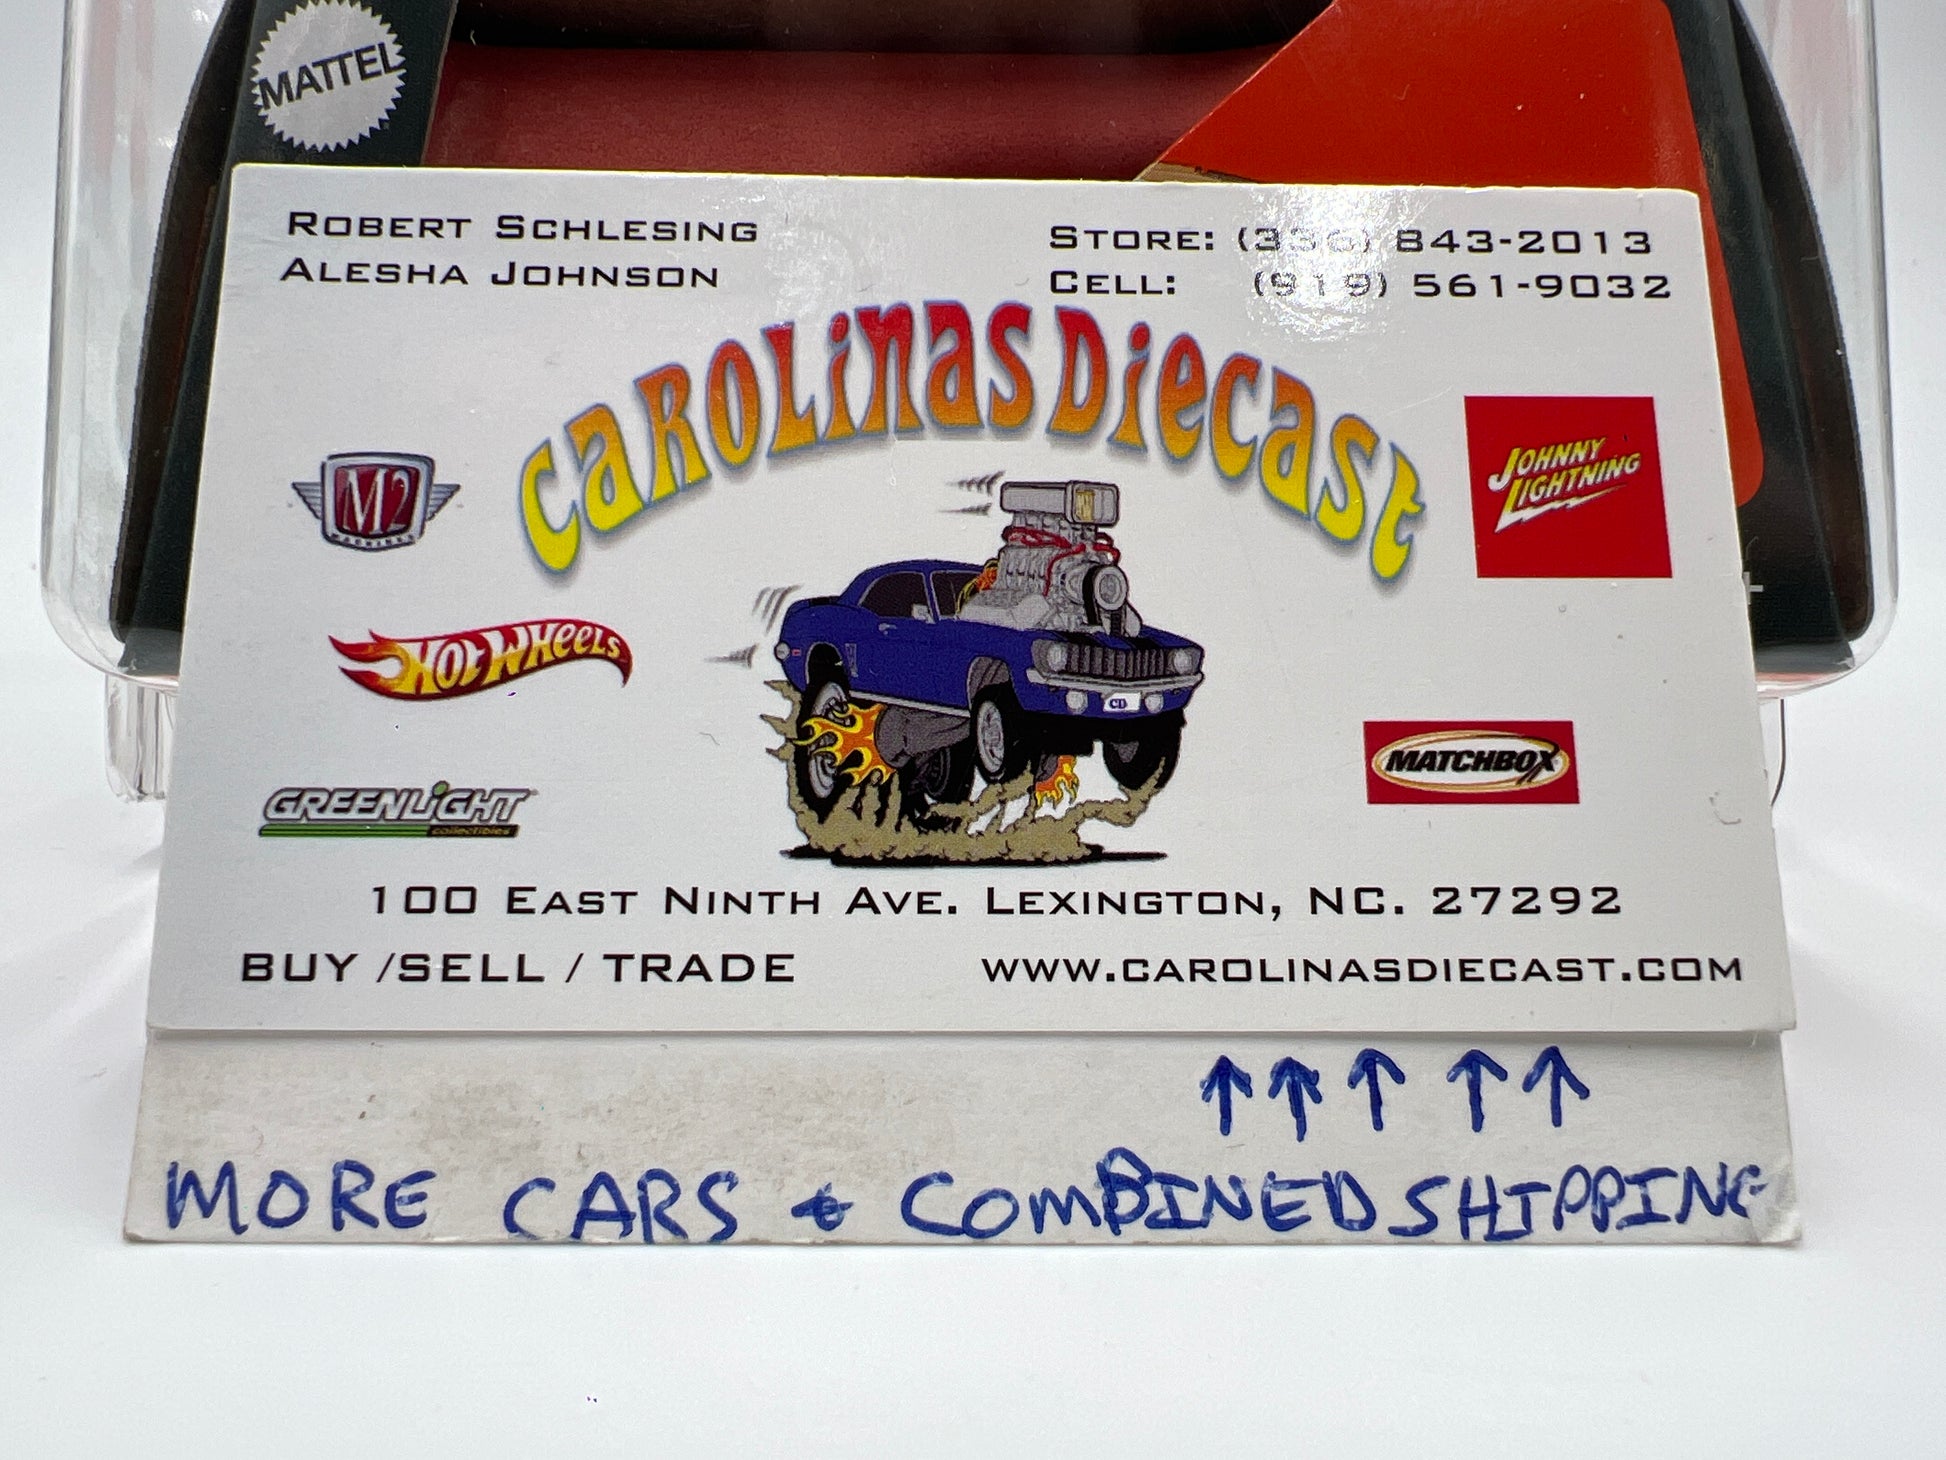 MATTEL
ROBERT SCHLESING
ALESHA JOHNSON
STORE: (336) 843-2013
CELL: (919) 561-9032
CAROLiNAS DiECAST
M2
MACHINES
JOHNNY
LIGHTNING
HOT WHEELS
CD
MATCHBOX
GREENLiGHT
collectibles
100 EAST NINTH AVE. LEXINGTON, NC. 27292
BUY /SELL / TRADE
WWW.CAROLINASDIECAST.COM
↑ ↑ ↑ ↑ ↑
MORE CARS & COMBINED SHIPPING